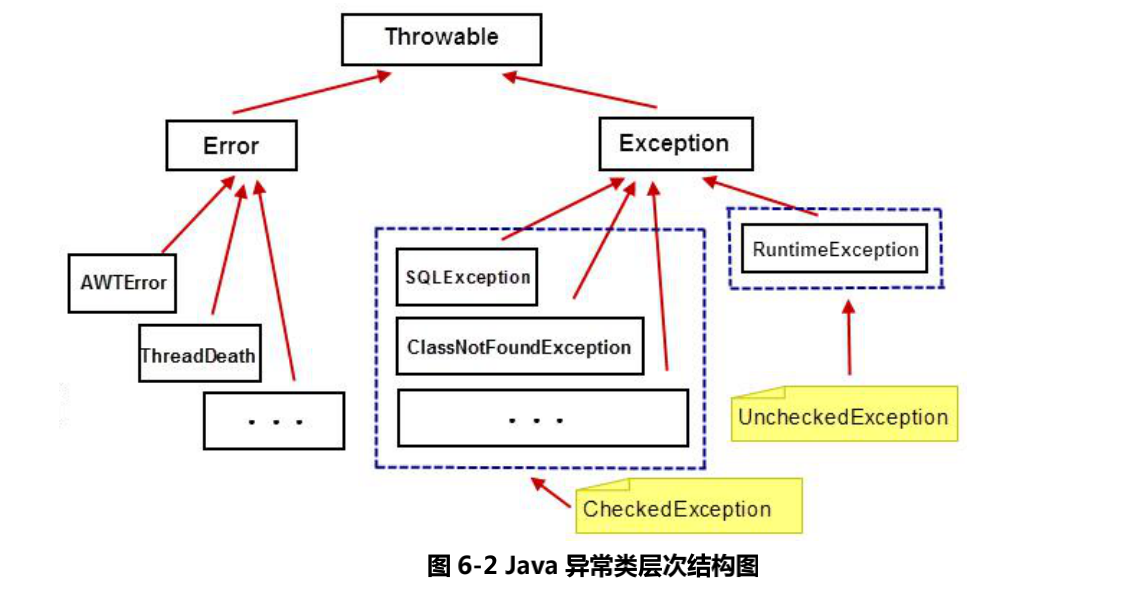 Throwable
Error
Exception
AWTError
ThreadDeath
. . .
SQLException
ClassNotFoundException
. . .
RuntimeException
UncheckedException
CheckedException
图 6-2 Java 异常类层次结构图